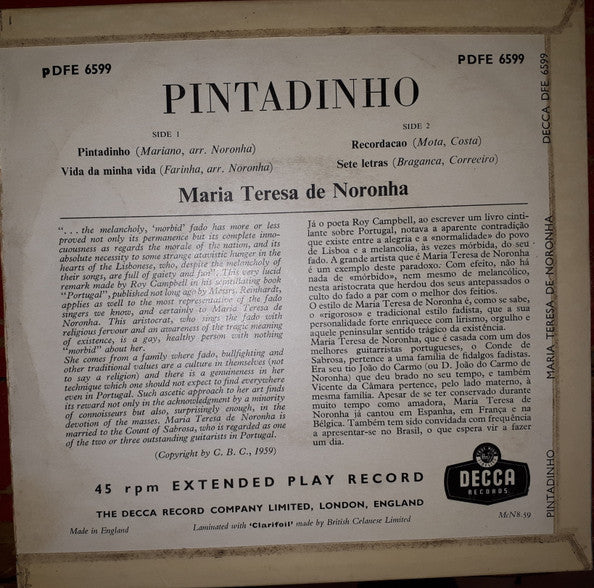 PDFE 6599
PDFE 6599
PINTADINHO
SIDE 1
Pintadinho (Mariano, arr. Noronha)
Vida da minha vida (Farinha, arr. Noronha)
SIDE 2
Recordacao (Mota, Costa)
Sete letras (Braganca, Correeiro)
Maria Teresa de Noronha
“. . . the melancholy, ‘morbid’ fado has more or less
proved not only its permanence but its complete inno-
cuousness as regards the morale of the nation, and its
absolute necessity to some strange atavistic hunger in the
hearts of the Lisbonese, who, despite the melancholy of
their songs, are full of gaiety and fun”. This very lucid
remark made by Roy Campbell in his scintillating book
“Portugal”, published not long ago by Messrs. Reinhardt,
applies as well to the most representative of the fado
singers we know, and certainly to Maria Teresa de
Noronha. This aristocrat, who sings the fado with
religious fervour and an awareness of the tragic meaning
of existence, is a gay, healthy person with nothing
“morbid” about her.
She comes from a family where fado, bullfighting and
other traditional values are a culture in themselves (not
to say a religion) and there is a genuineness in her
technique which one should not expect to find everywhere
even in Portugal. Such ascetic approach to her art finds
its reward not only in the acknowledgment by a minority
of connoisseurs but also, surprisingly enough, in the
devotion of the masses. Maria Teresa de Noronha is
married to the Count of Sabrosa, who is regarded as one
of the two or three outstanding guitarists in Portugal.
(Copyright by C. B. C., 1959)
Já o poeta Roy Campbell, ao escrever um livro cinti-
lante sobre Portugal, notava a aparente contradição
que existe entre a alegria e a «normalidade» do povo
de Lisboa e a melancolia, às vezes mórbida, do seu
fado. A grande artista que é Maria Teresa de Noronha
é um exemplo deste paradoxo. Com efeito, não há
nada de «mórbido», nem mesmo de melancólico,
nesta aristocrata que herdou dos seus antepassados o
culto do fado a par com o melhor dos feitios.
O estilo de Maria Teresa de Noronha é, como se sabe,
o «rigoroso» e tradicional estilo fadista, que a sua
personalidade forte enriquece com lirismo, orgulho e
aquele peninsular sentido trágico da existência.
Maria Teresa de Noronha, que é casada com um dos
melhores guitarristas portugueses, o Conde de
Sabrosa, pertence a uma família de fidalgos fadistas.
Era seu tio João do Carmo (ou D. João do Carmo de
Noronha) que deu brado no seu tempo, e também
Vicente da Câmara pertence, pelo lado materno, à
mesma família. Apesar de se ter conservado durante
muito tempo como amadora, Maria Teresa de
Noronha já cantou em Espanha, em França e na
Bélgica. Também tem sido convidada com frequência
a apresentar-se no Brasil, o que espera vir a fazer
um dia.
45 rpm EXTENDED PLAY RECORD
THE DECCA RECORD COMPANY LIMITED, LONDON, ENGLAND
Made in England
Laminated with ‘Clarifoil’ made by British Celanese Limited
DECCA
RECORDS
McN8.59
PINTADINHO
MARIA TERESA DE NORONHA
DECCA DFE 6599